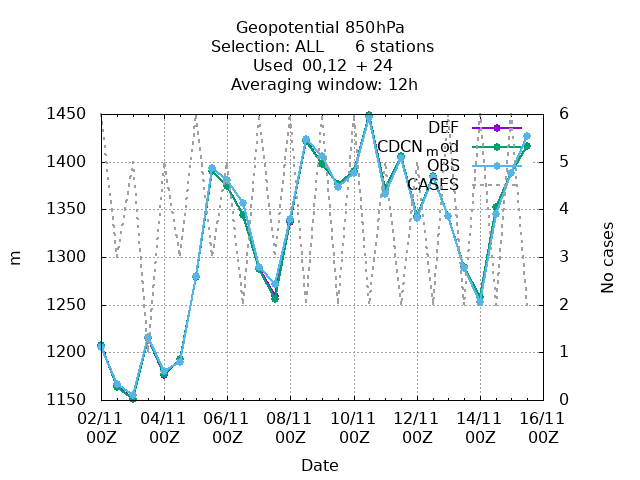 Geopotential 850hPa
Selection: ALL 6 stations
Used 00,12 + 24
Averaging window: 12h
1450
1400
1350
1300
1250
1200
1150
m
6
5
4
3
2
1
0
No cases
DEF
CDCN_mod
OBS
CASES
02/11 04/11 06/11 08/11 10/11 12/11 14/11 16/11
00Z 00Z 00Z 00Z 00Z 00Z 00Z 00Z
Date